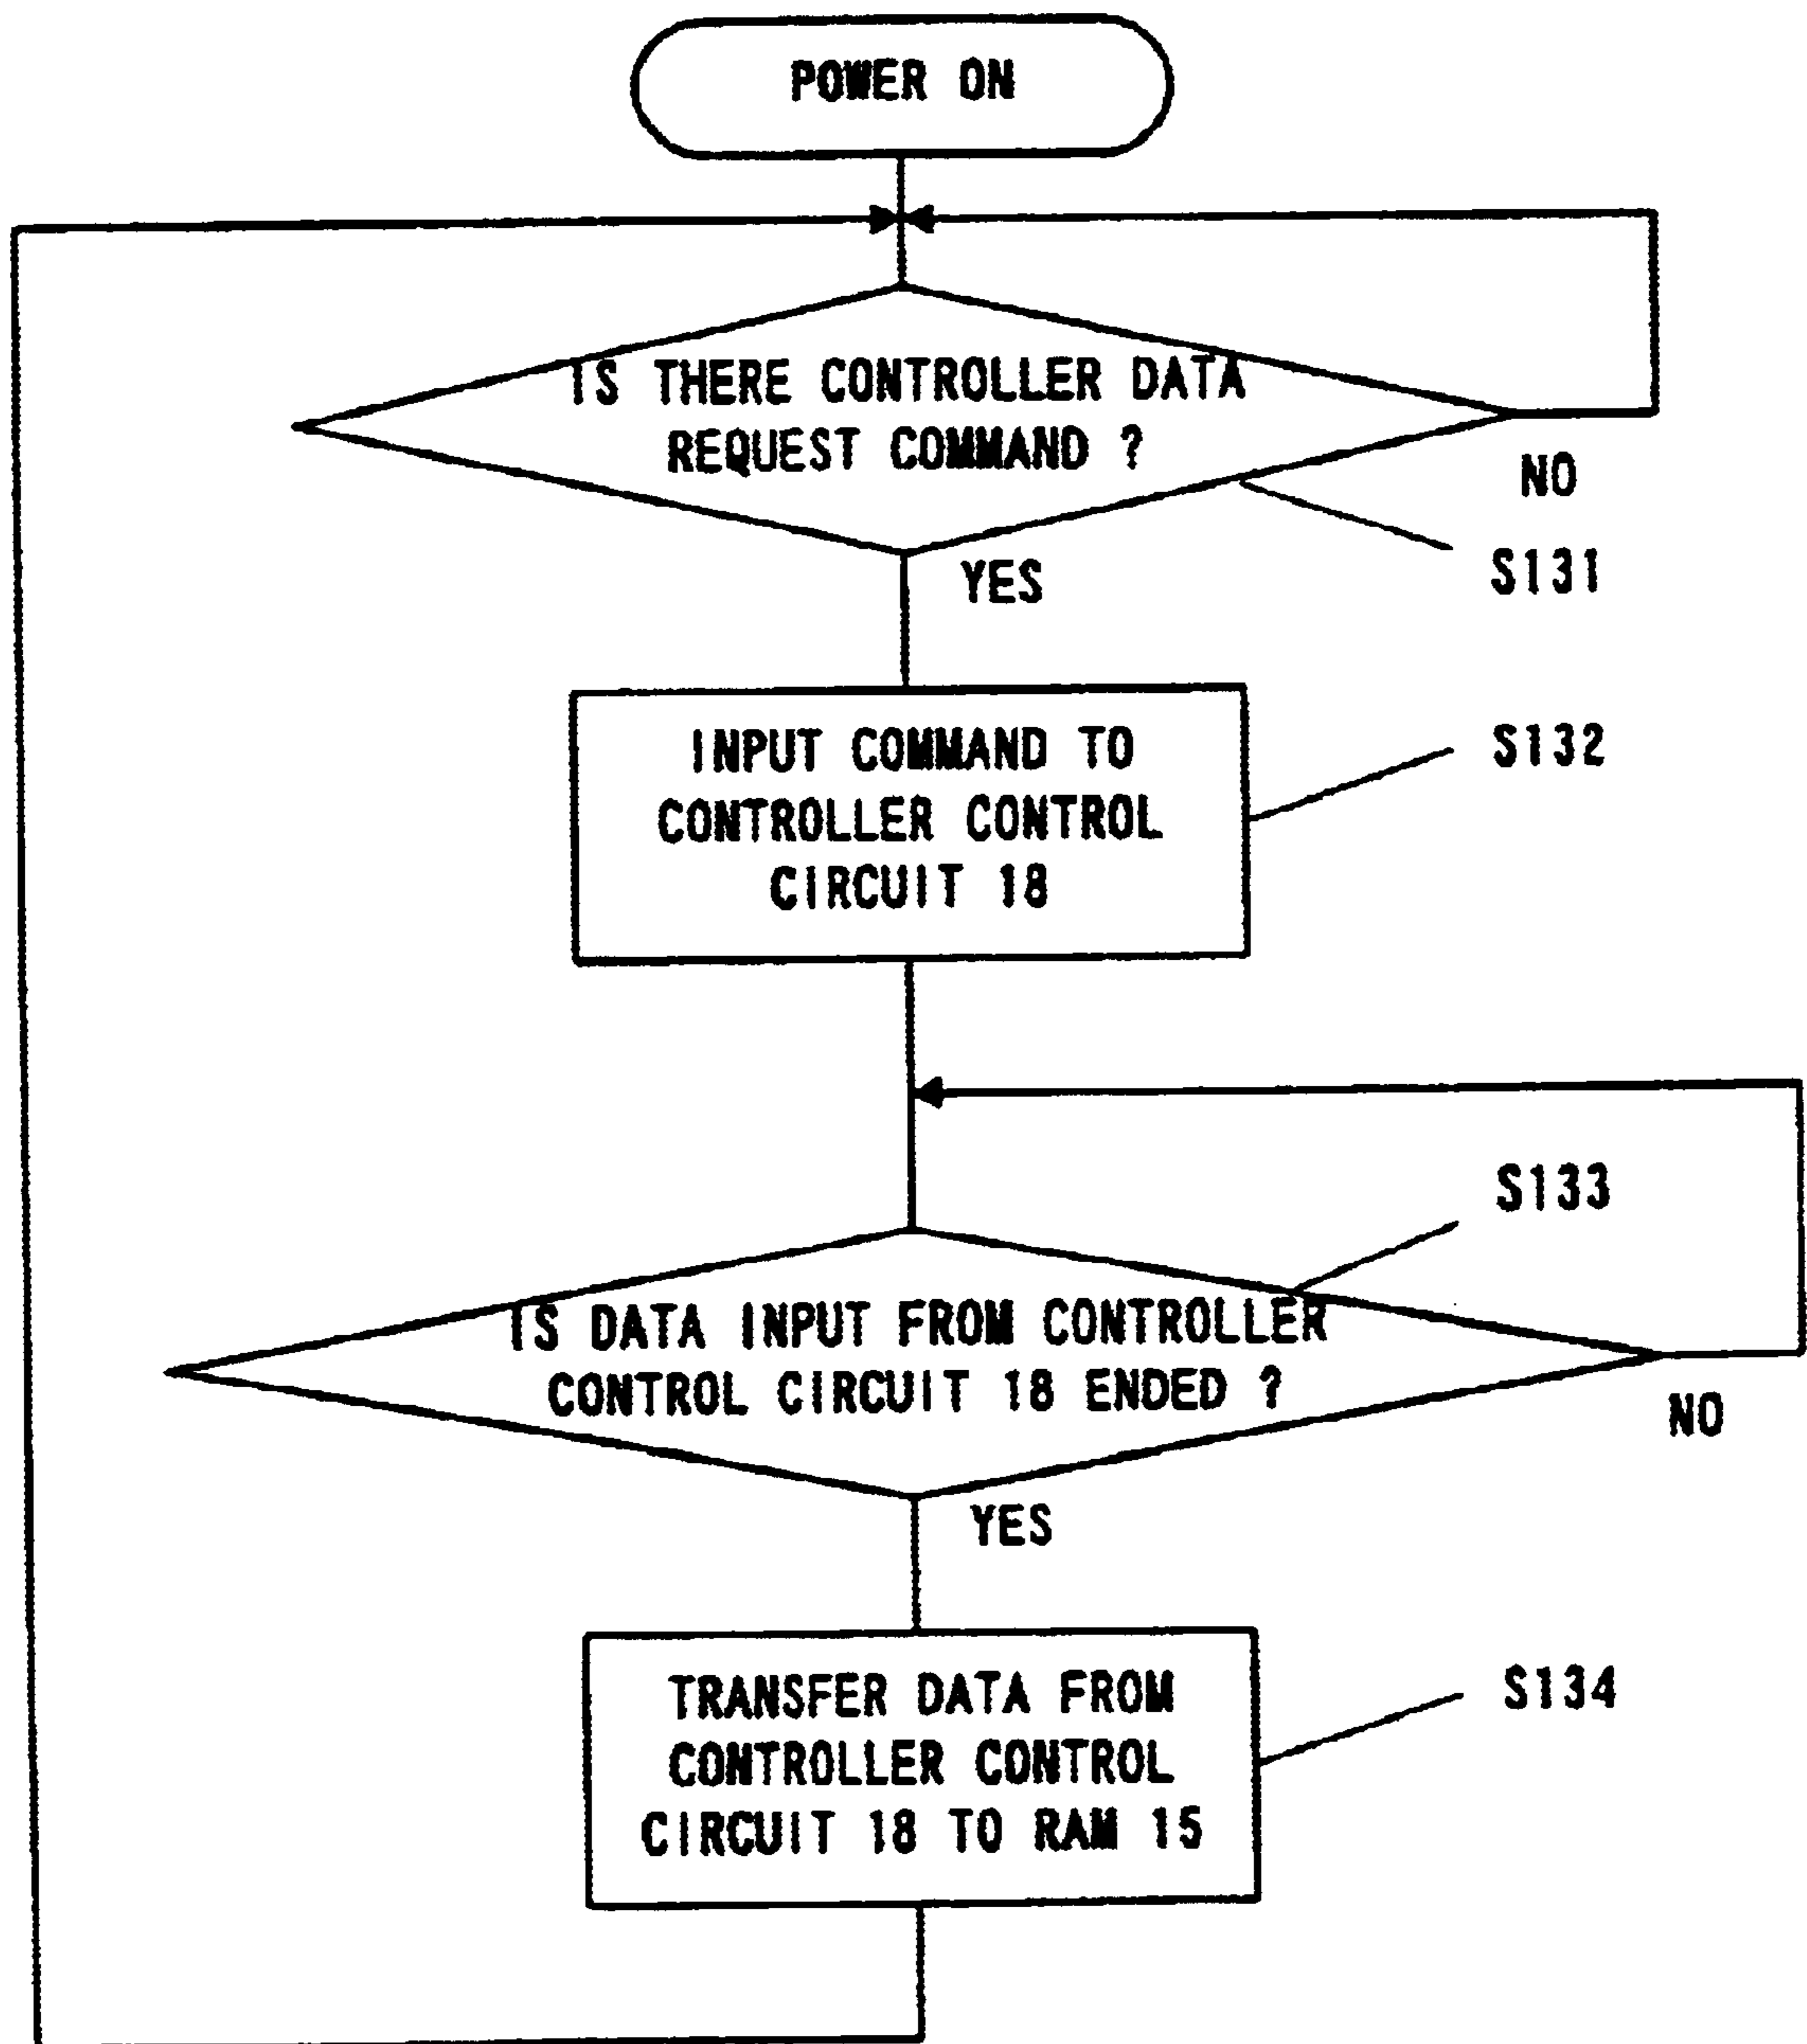 POWER ON
IS THERE CONTROLLER DATA
REQUEST COMMAND ?
NO
S131
YES
INPUT COMMAND TO
CONTROLLER CONTROL
CIRCUIT 18
S132
S133
IS DATA INPUT FROM CONTROLLER
CONTROL CIRCUIT 18 ENDED ?
NO
YES
TRANSFER DATA FROM
CONTROLLER CONTROL
CIRCUIT 18 TO RAM 15
S134